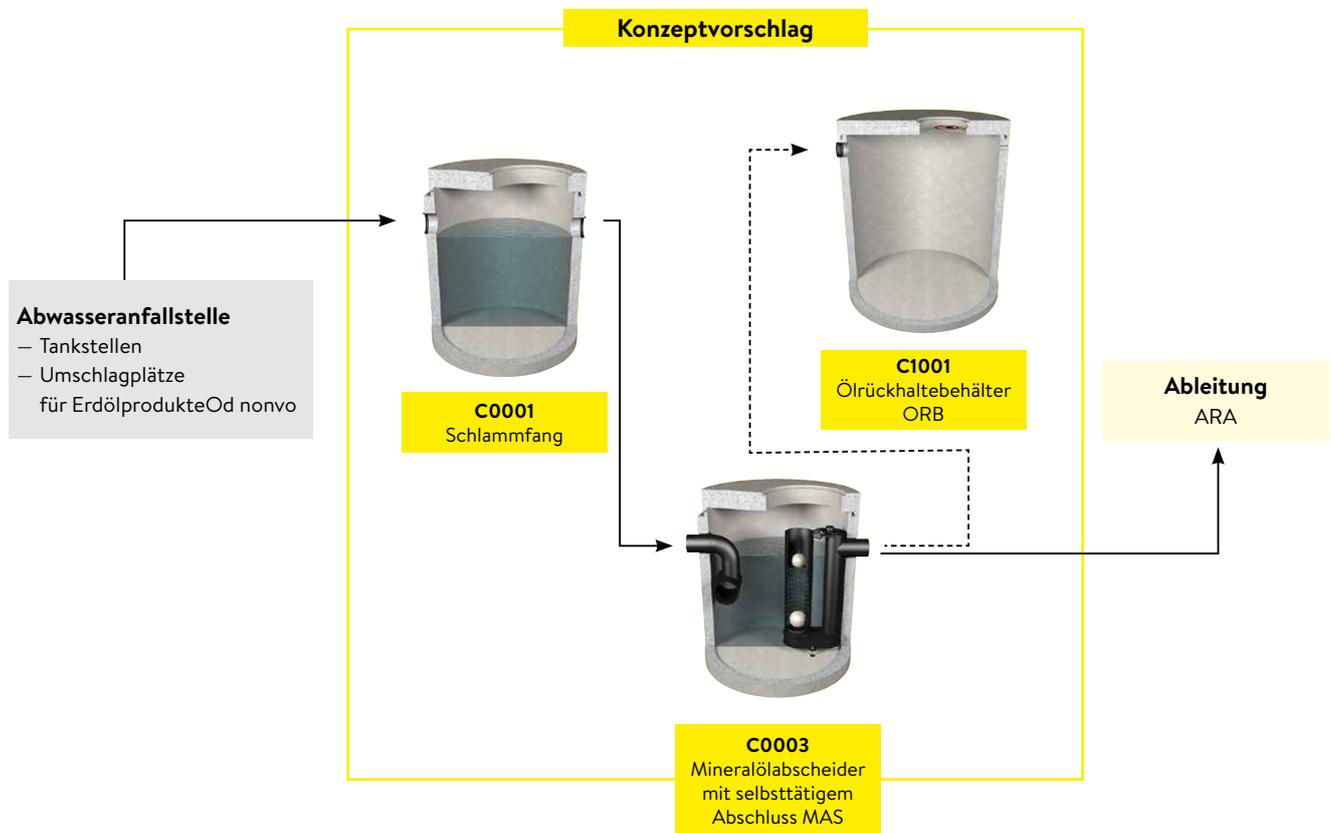 Konzeptvorschlag
Abwasseranfallstelle
— Tankstellen
— Umschlagplätze
für ErdölprodukteOd nonvo
C0001
Schlammfang
C1001
Ölrückhaltebehälter
ORB
Ableitung
ARA
C0003
Mineralölabscheider
mit selbsttätigem
Abschluss MAS